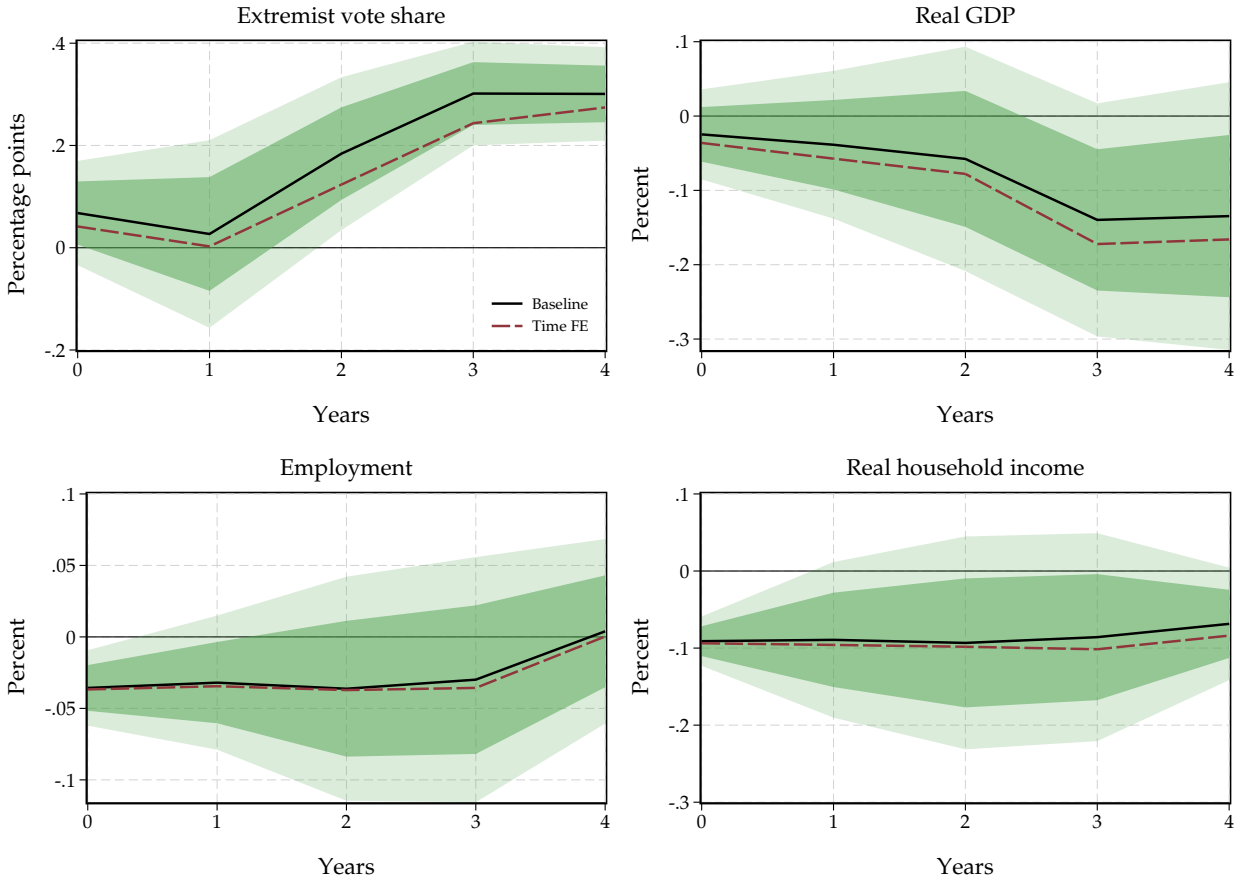 Extremist vote share
Percentage points
.4
.2
0
-.2
0 1 2 3 4
Years
Baseline
Time FE
Real GDP
Percent
.1
0
-.1
-.2
-.3
0 1 2 3 4
Years
Employment
Percent
.1
.05
0
-.05
-.1
0 1 2 3 4
Years
Real household income
Percent
.1
0
-.1
-.2
-.3
0 1 2 3 4
Years